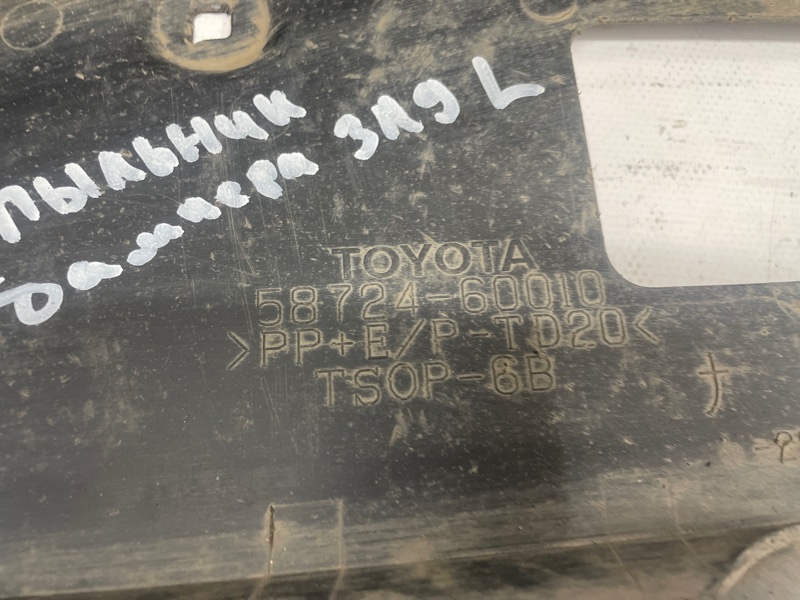 пыльник
бампера зад L
TOYOTA
58724-60010
>PP+E/P-TD20<
TSOP-6B